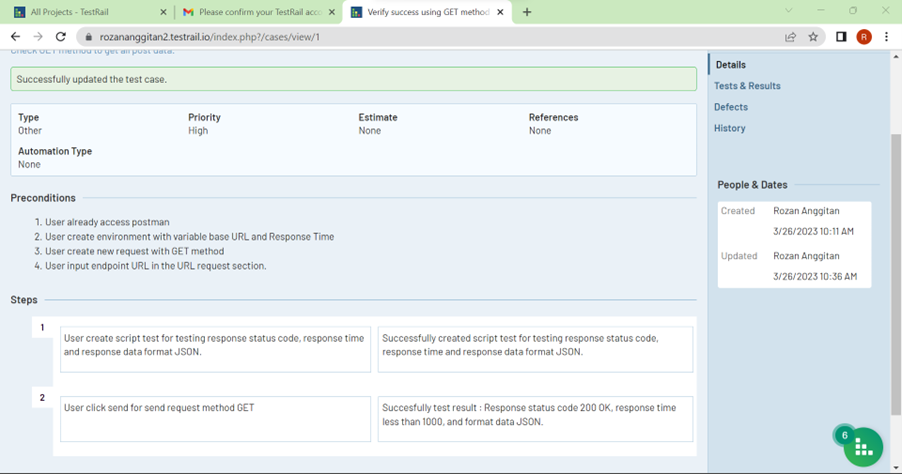 All Projects - TestRail
Please confirm your TestRail acc
Verify success using GET method
rozananggitan2.testrail.io/index.php?/cases/view/1
R
Check GET method to get all post data.
Successfully updated the test case.
Type
Other
Priority
High
Estimate
None
References
None
Automation Type
None
Preconditions
1. User already access postman
2. User create environment with variable base URL and Response Time
3. User create new request with GET method
4. User input endpoint URL in the URL request section.
Steps
1
User create script test for testing response status code, response time
and response data format JSON.
Successfully created script test for testing response status code,
response time and response data format JSON.
2
User click send for send request method GET
Succesfully test result : Response status code 200 OK, response time
less than 1000, and format data JSON.
Details
Tests & Results
Defects
History
People & Dates
Created
Rozan Anggitan
3/26/2023 10:11 AM
Updated
Rozan Anggitan
3/26/2023 10:36 AM
6